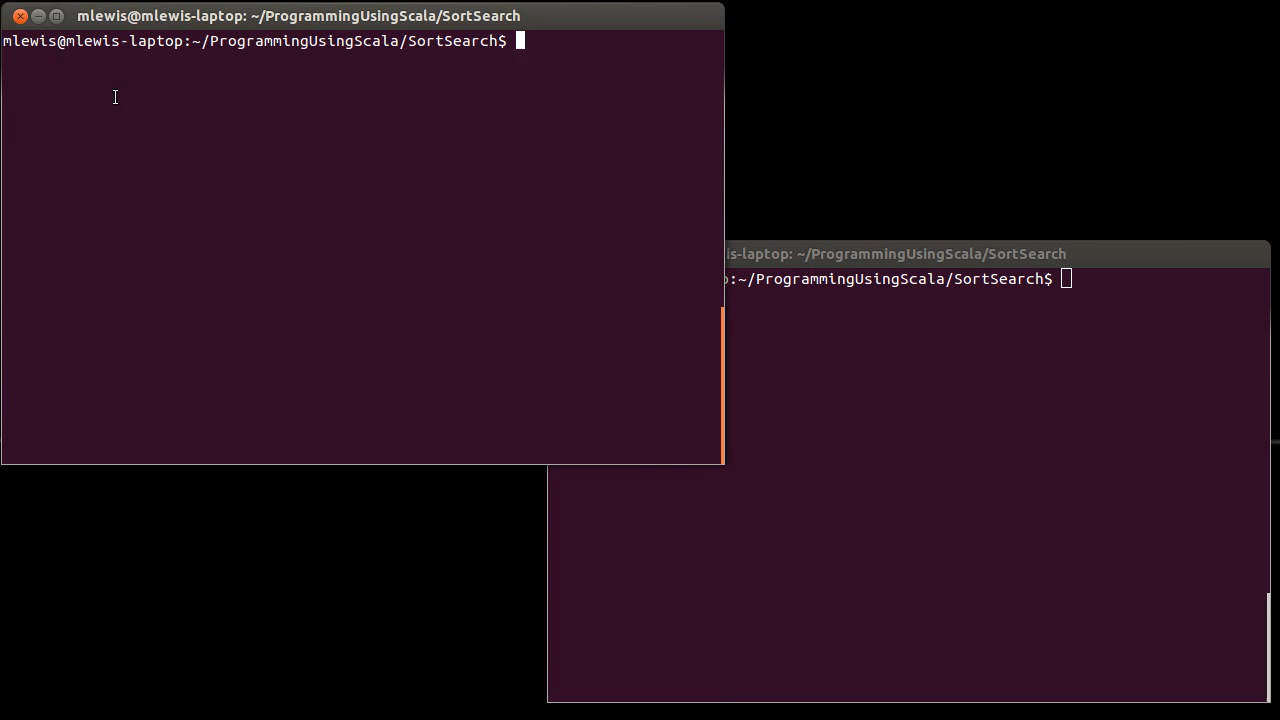 mlewis@mlewis-laptop: ~/ProgrammingUsingScala/SortSearch
mlewis@mlewis-laptop:~/ProgrammingUsingScala/SortSearch$
is-laptop: ~/ProgrammingUsingScala/SortSearch
:~/ProgrammingUsingScala/SortSearch$